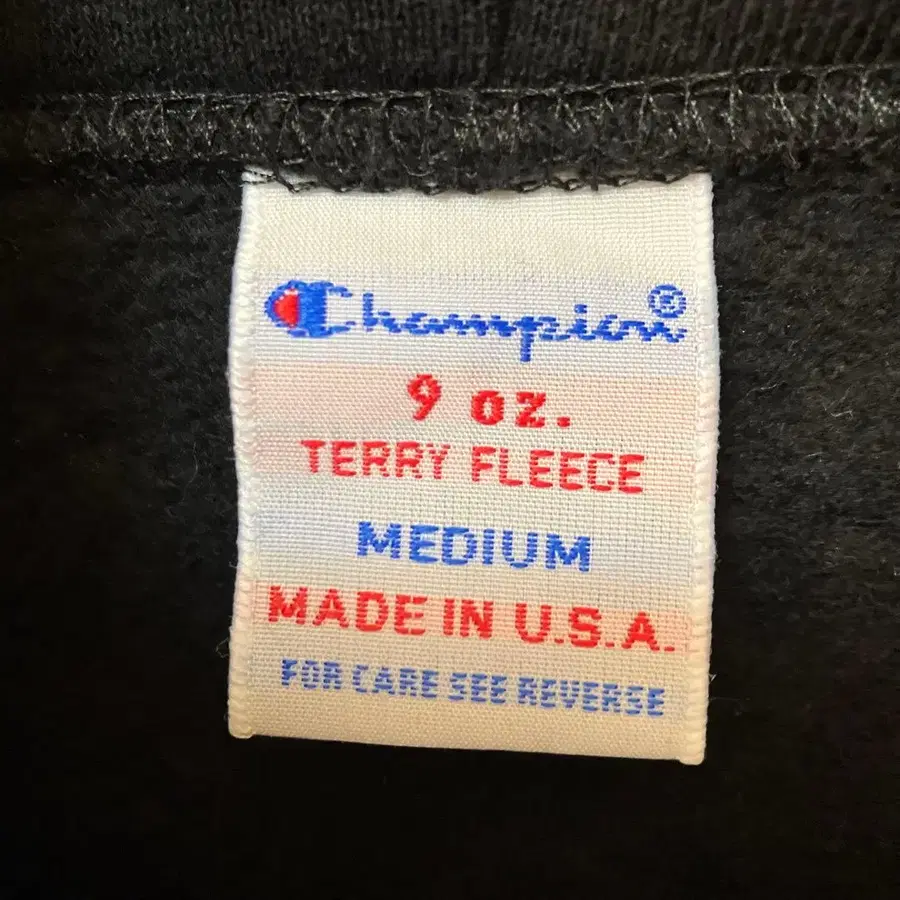 Champion®
9 oz.
TERRY FLEECE
MEDIUM
MADE IN U.S.A.
FOR CARE SEE REVERSE